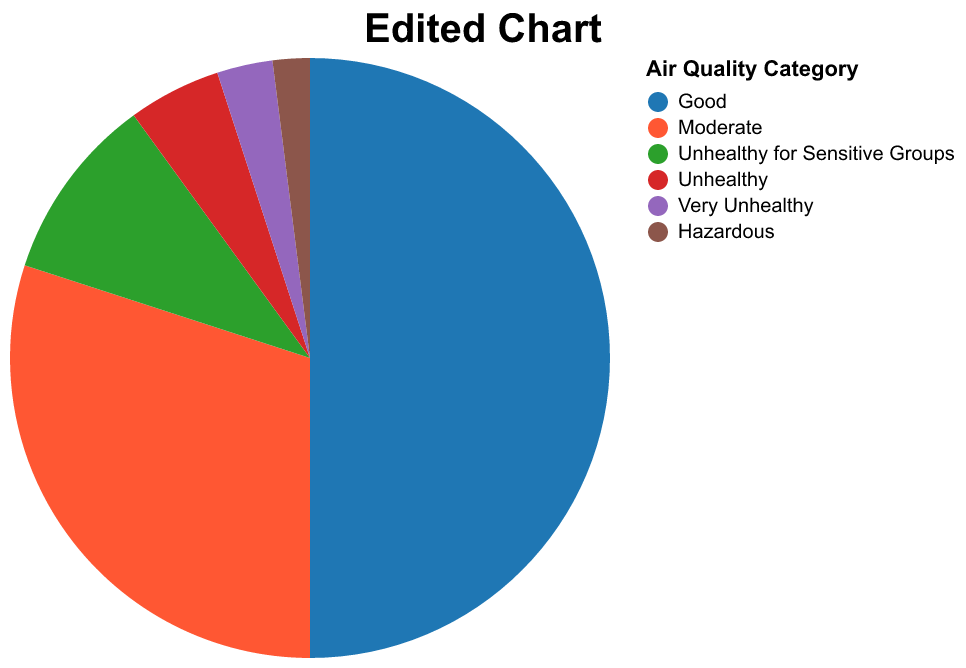 Edited Chart
Air Quality Category
Good
Moderate
Unhealthy for Sensitive Groups
Unhealthy
Very Unhealthy
Hazardous